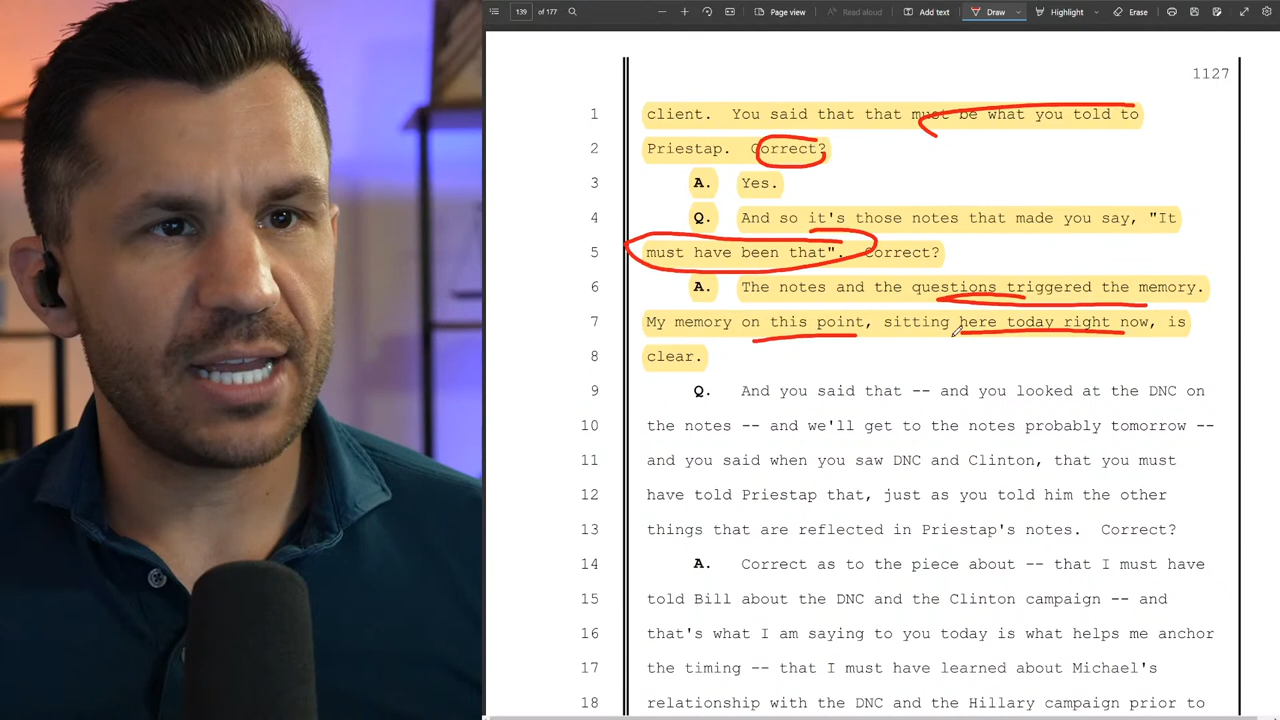 139 of 177 Page view Read aloud Add text Draw Highlight Erase
1127
1 client. You said that that must be what you told to
2 Priestap. Correct?
3 A. Yes.
4 Q. And so it's those notes that made you say, "It
5 must have been that". Correct?
6 A. The notes and the questions triggered the memory.
7 My memory on this point, sitting here today right now, is
8 clear.
9 Q. And you said that -- and you looked at the DNC on
10 the notes -- and we'll get to the notes probably tomorrow --
11 and you said when you saw DNC and Clinton, that you must
12 have told Priestap that, just as you told him the other
13 things that are reflected in Priestap's notes. Correct?
14 A. Correct as to the piece about -- that I must have
15 told Bill about the DNC and the Clinton campaign -- and
16 that's what I am saying to you today is what helps me anchor
17 the timing -- that I must have learned about Michael's
18 relationship with the DNC and the Hillary campaign prior to